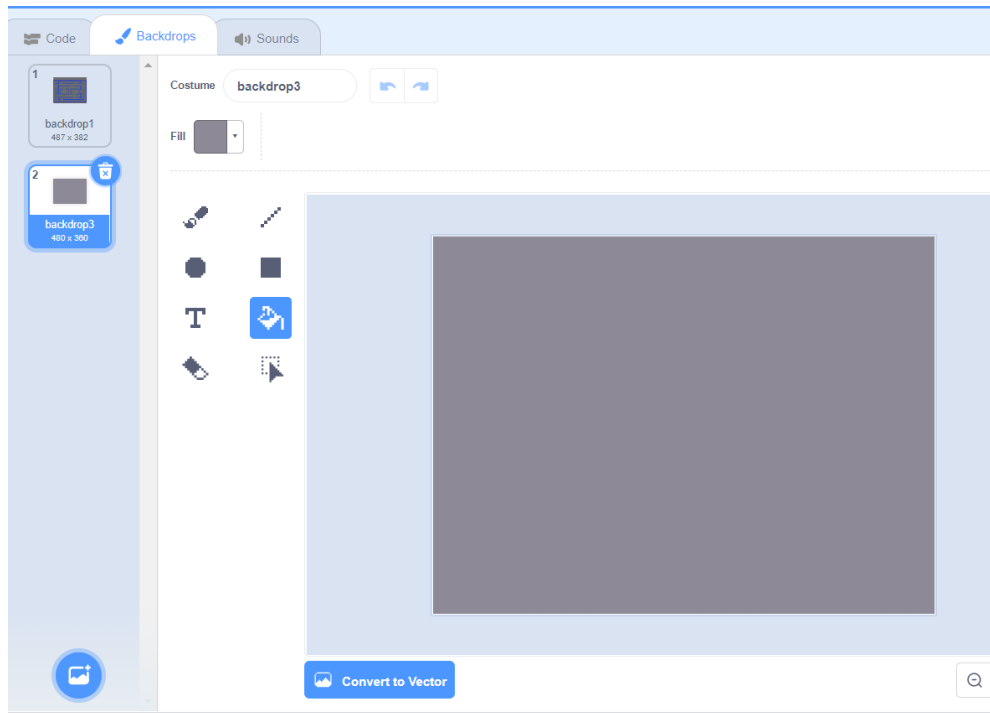 Code
Backdrops
Sounds
1
backdrop1
487 x 382
2
backdrop3
480 x 360
Costume
backdrop3
Fill
T
Convert to Vector